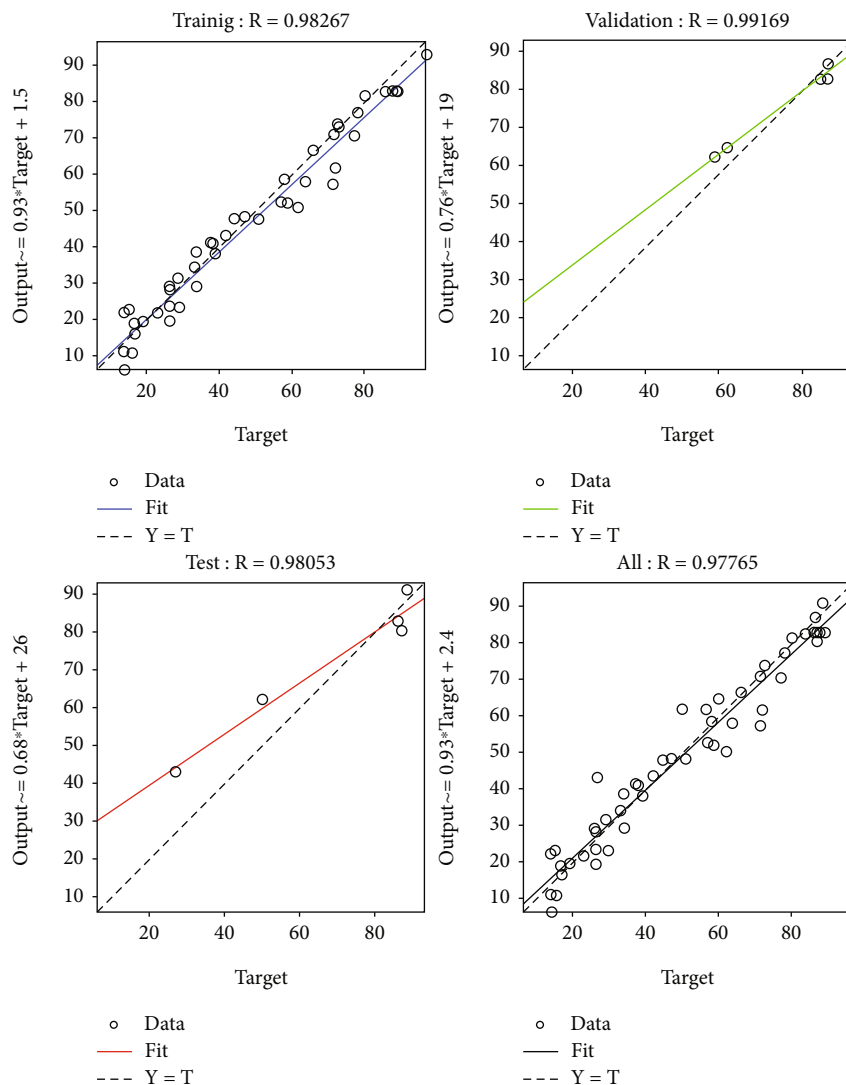 Trainig : R = 0.98267
Output~= 0.93*Target + 1.5
90
80
70
60
50
40
30
20
10
20 40 60 80
Target
Data
Fit
Y = T
Validation : R = 0.99169
Output~= 0.76*Target + 19
90
80
70
60
50
40
30
20
10
20 40 60 80
Target
Data
Fit
Y = T
Test : R = 0.98053
Output~= 0.68*Target + 26
90
80
70
60
50
40
30
20
10
20 40 60 80
Target
Data
Fit
Y = T
All : R = 0.97765
Output~= 0.93*Target + 2.4
90
80
70
60
50
40
30
20
10
20 40 60 80
Target
Data
Fit
Y = T